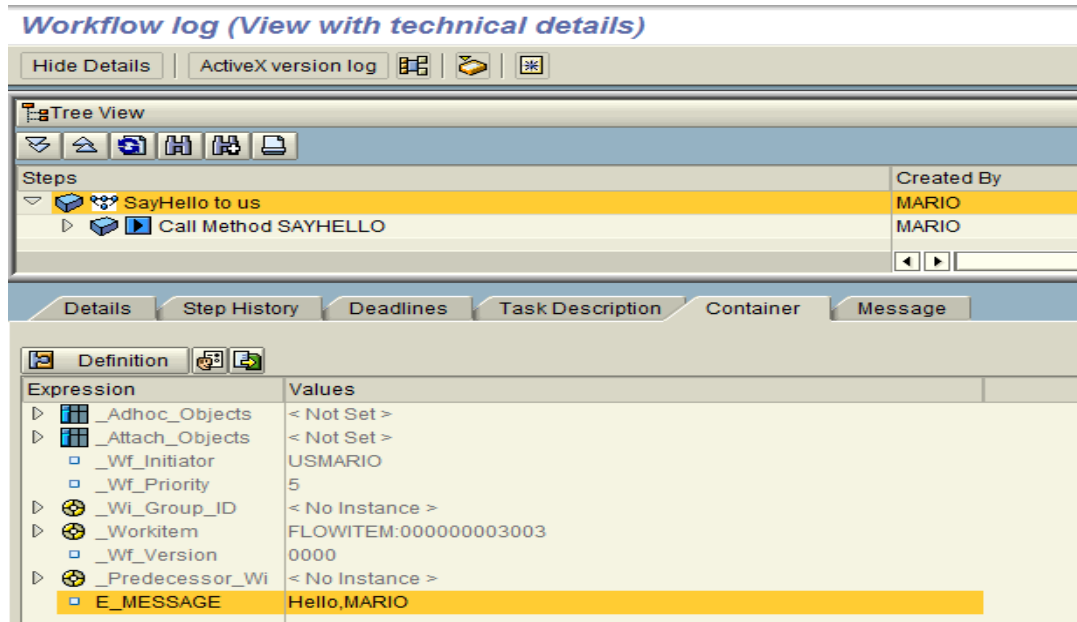 Workflow log (View with technical details)
Hide Details ActiveX version log
Tree View
Steps Created By
SayHello to us MARIO
Call Method SAYHELLO MARIO
Details Step History Deadlines Task Description Container Message
Definition
Expression Values
_Adhoc_Objects < Not Set >
_Attach_Objects < Not Set >
_Wf_Initiator USMARIO
_Wf_Priority 5
_Wi_Group_ID < No Instance >
_Workitem FLOWITEM:000000003003
_Wf_Version 0000
_Predecessor_Wi < No Instance >
E_MESSAGE Hello,MARIO